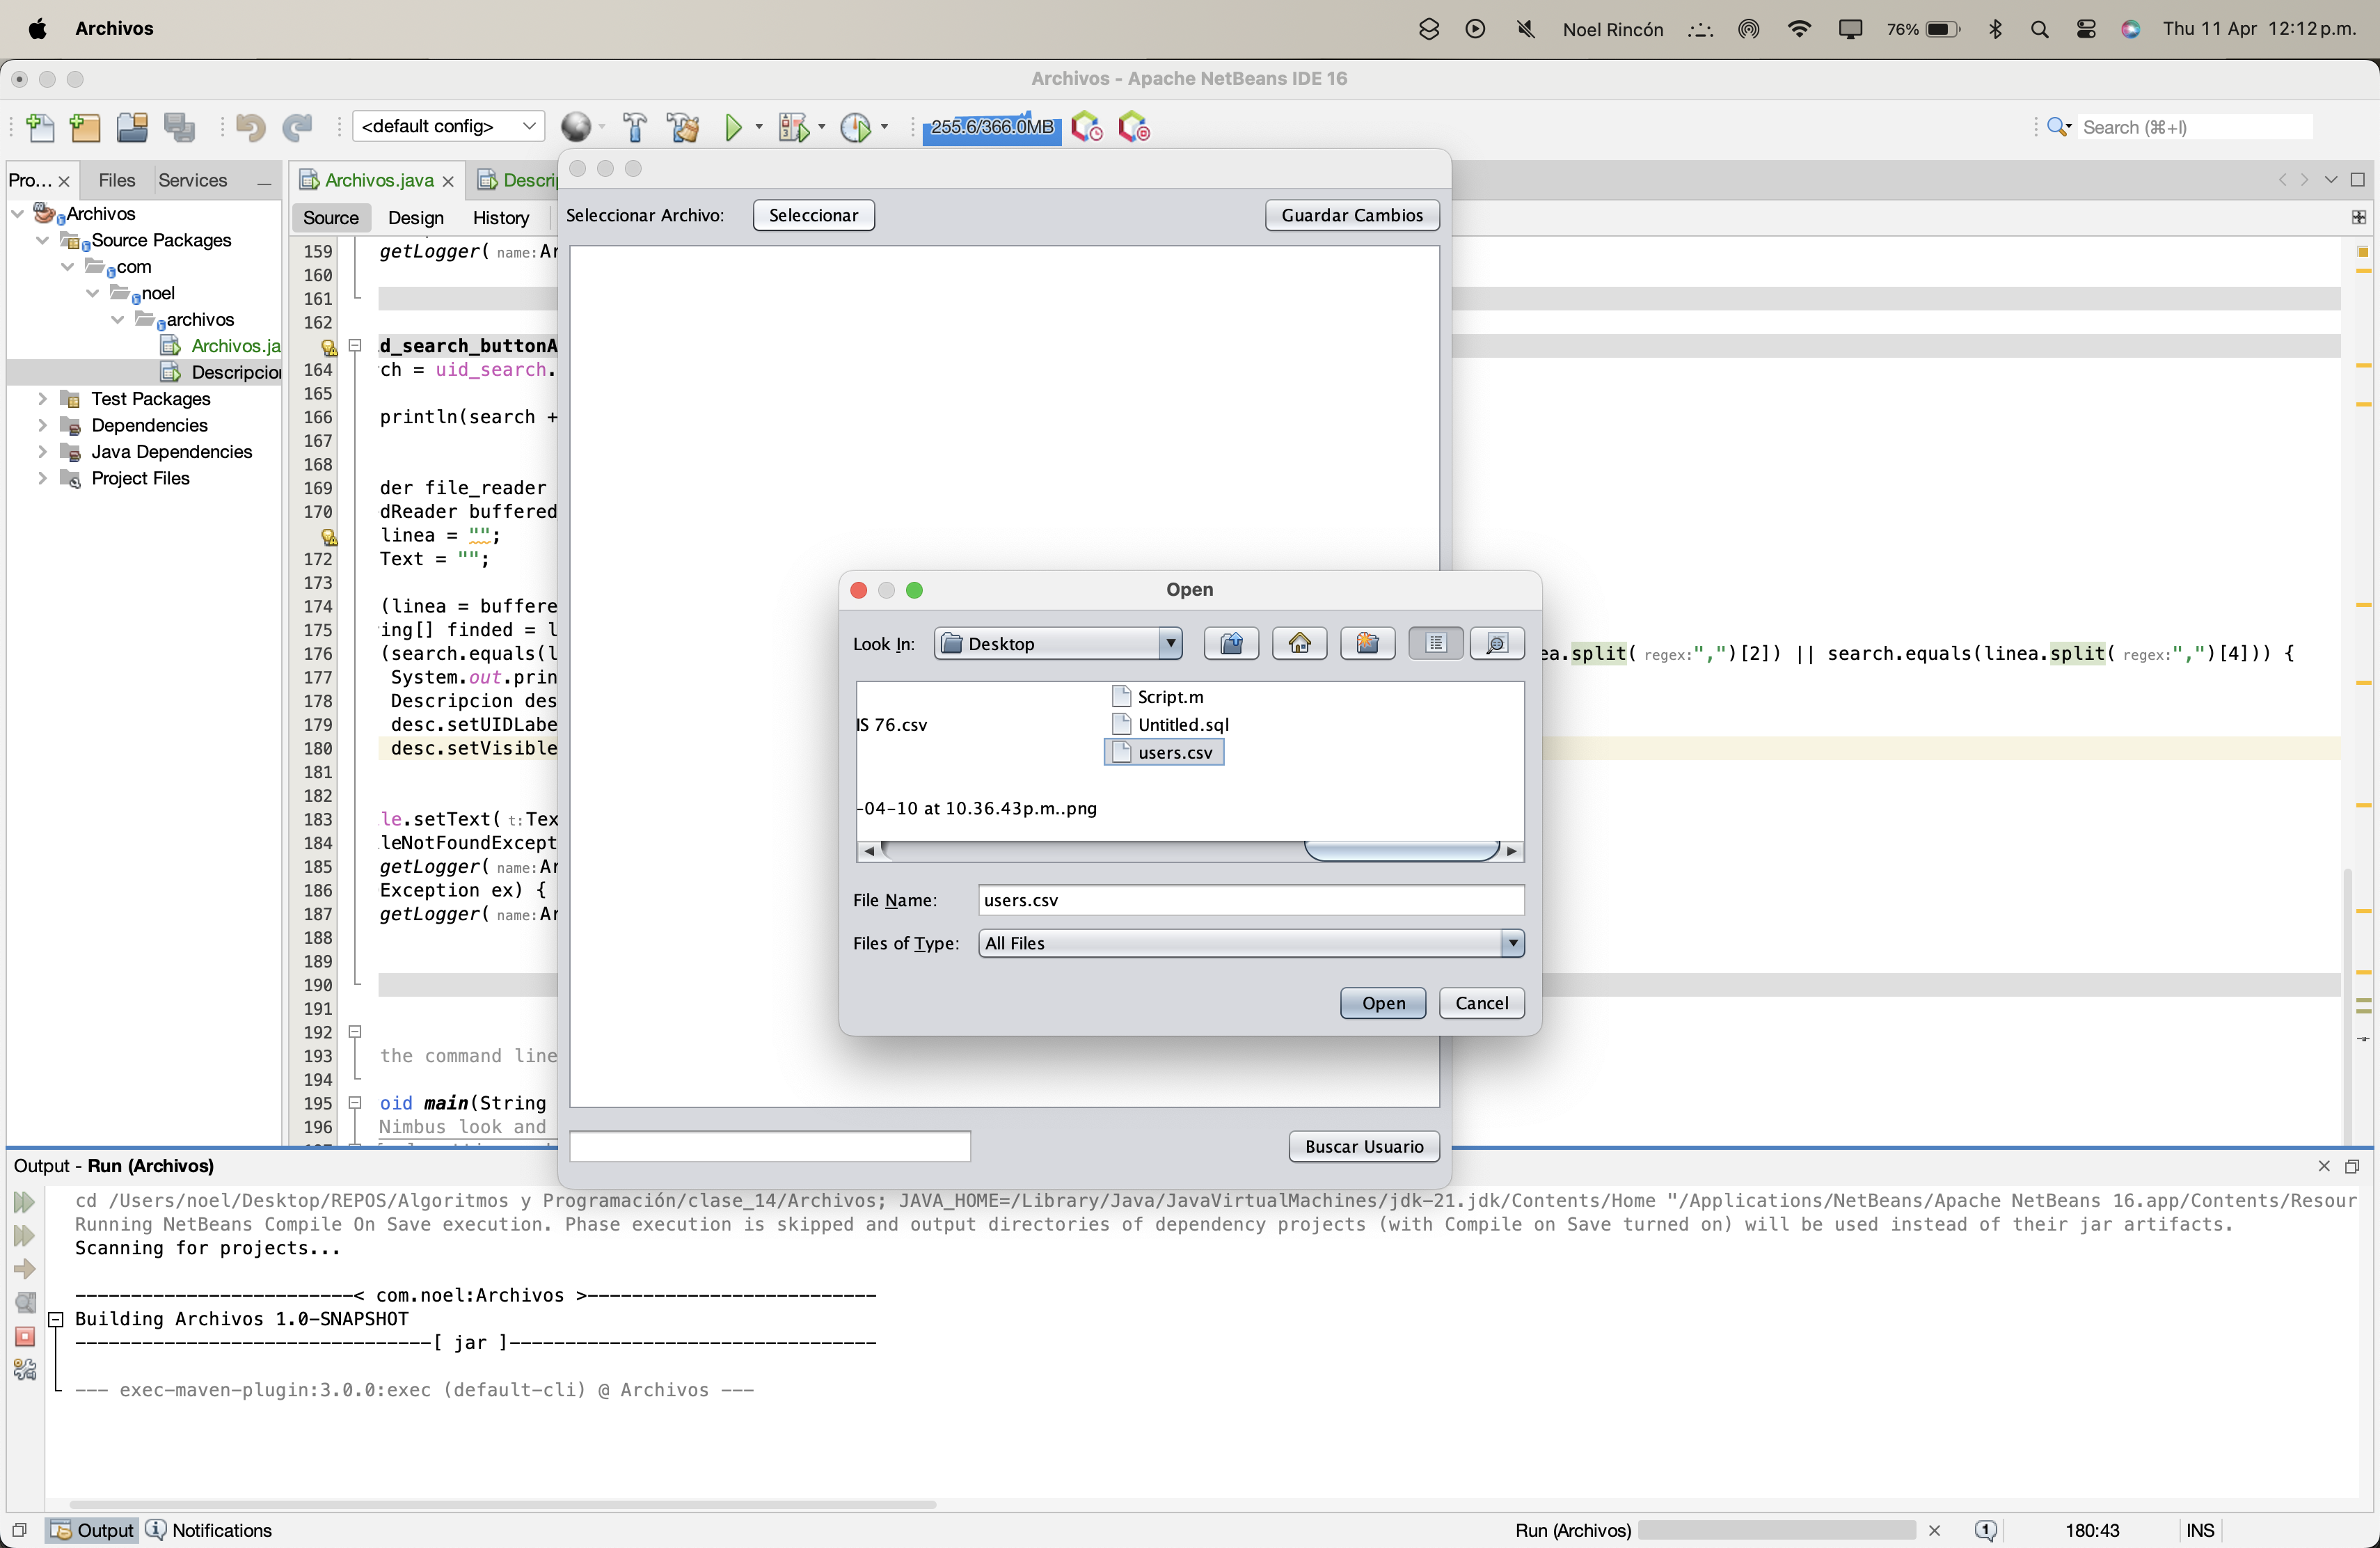 Archivos
Noel Rincón
76%
Thu 11 Apr 12:12 p.m.
Archivos - Apache NetBeans IDE 16
<default config>
255.6/366.0MB
Search (⌘+I)
Pro...
Files
Services
Archivos.java
Source
Design
History
Archivos
Source Packages
com
noel
archivos
Test Packages
Dependencies
Java Dependencies
Project Files
159 getLogger( name:
160
161
162
d_search_button
164 ch = uid_search.
165
166 println(search +
167
168
169 der file_reader
170 dReader buffered
linea = "";
172 Text = "";
173
174 (linea = buffere
175 ing[] finded = l
176 (search.equals(l
ea.split( regex:",")[2]) || search.equals(linea.split( regex:",")[4])) {
177 System.out.prin
178 Descripcion des
179 desc.setUIDLabe
180 desc.setVisible
181
182
183 le.setText( t:Tex
184 leNotFoundExcept
185 getLogger( name:Ar
186 Exception ex) {
187 getLogger( name:Ar
188
189
190
191
192
193 the command line
194
195 oid main(String
196 Nimbus look and
Seleccionar Archivo:
Seleccionar
Guardar Cambios
Buscar Usuario
Open
Look In:
Desktop
Script.m
IS 76.csv
Untitled.sql
users.csv
-04-10 at 10.36.43p.m..png
File Name:
users.csv
Files of Type:
All Files
Open
Cancel
Output - Run (Archivos)
cd /Users/noel/Desktop/REPOS/Algoritmos y Programación/clase_14/Archivos; JAVA_HOME=/Library/Java/JavaVirtualMachines/jdk-21.jdk/Contents/Home "/Applications/NetBeans/Apache NetBeans 16.app/Contents/Resour
Running NetBeans Compile On Save execution. Phase execution is skipped and output directories of dependency projects (with Compile on Save turned on) will be used instead of their jar artifacts.
Scanning for projects...
-------------------------< com.noel:Archivos >--------------------------
Building Archivos 1.0-SNAPSHOT
--------------------------------[ jar ]---------------------------------
--- exec-maven-plugin:3.0.0:exec (default-cli) @ Archivos ---
Output
Notifications
Run (Archivos)
1
180:43
INS